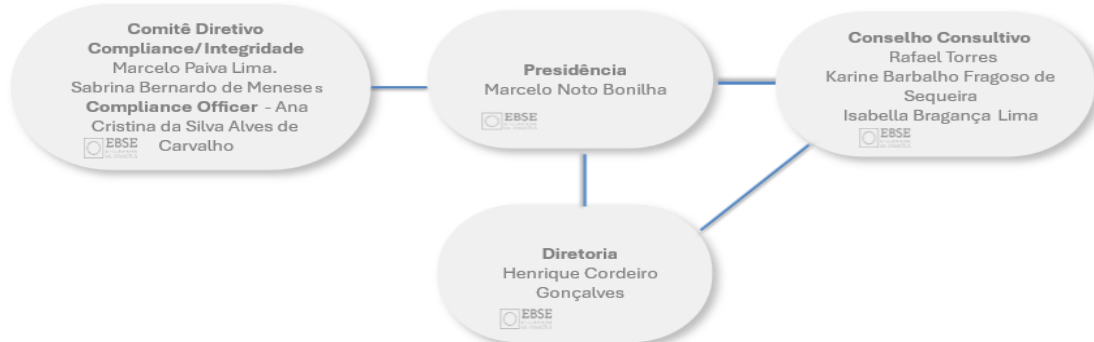 Comitê Diretivo
Compliance/Integridade
Marcelo Paiva Lima.
Sabrina Bernardo de Meneses
Compliance Officer - Ana
Cristina da Silva Alves de
Carvalho
EBSE
Presidência
Marcelo Noto Bonilha
EBSE
Conselho Consultivo
Rafael Torres
Karine Barbalho Fragoso de
Sequeira
Isabella Bragança Lima
EBSE
Diretoria
Henrique Cordeiro
Gonçalves
EBSE